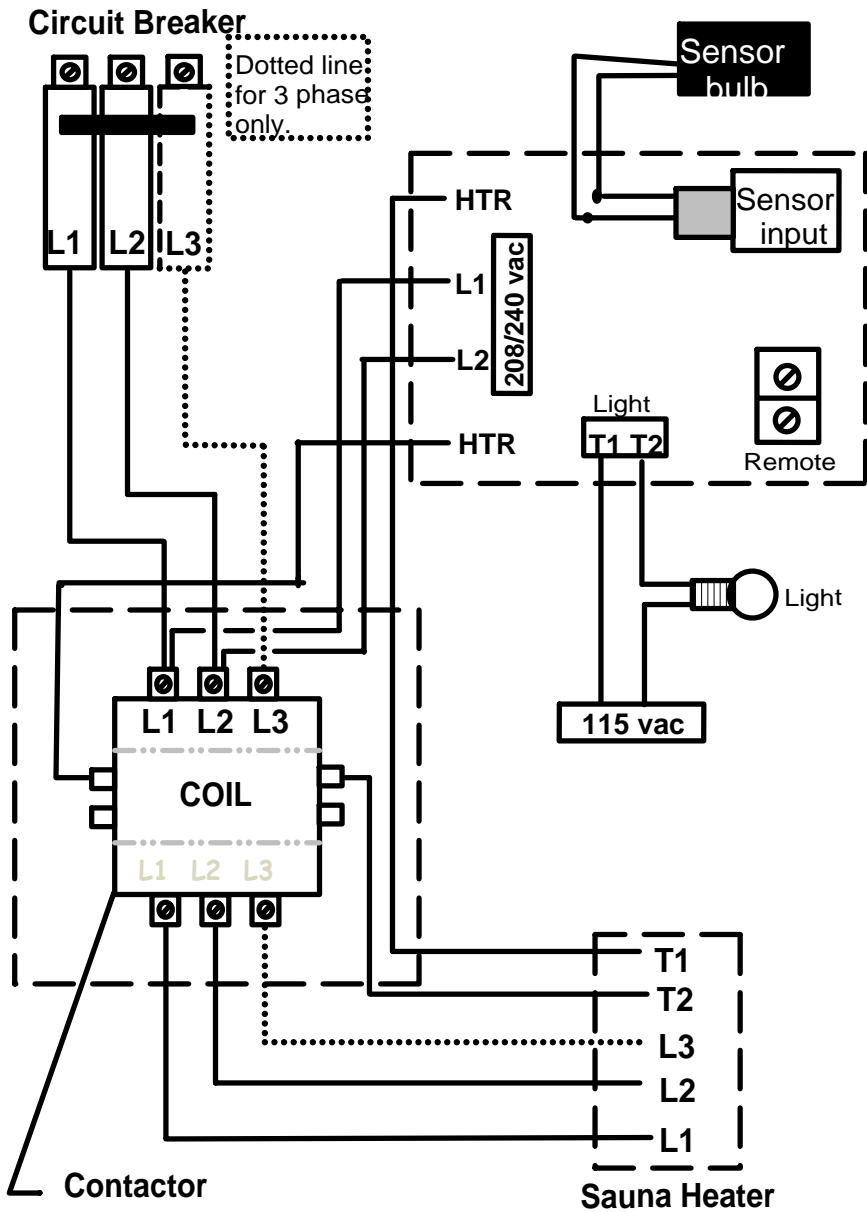 Circuit Breaker
Dotted line
for 3 phase
only.
L1 L2 L3
Sensor
bulb
HTR
Sensor
input
L1
208/240 vac
L2
HTR
Light
T1 T2
Remote
Light
115 vac
L1 L2 L3
COIL
L1 L2 L3
T1
T2
L3
L2
L1
Contactor
Sauna Heater